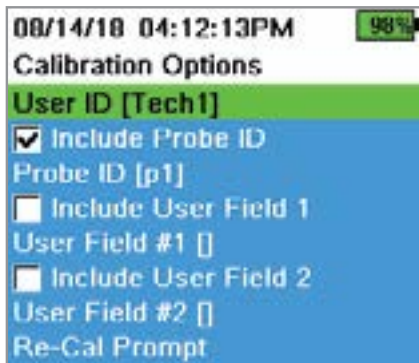 08/14/18 04:12:13PM 98%
Calibration Options
User ID [Tech1]
Include Probe ID
Probe ID [p1]
Include User Field 1
User Field #1 []
Include User Field 2
User Field #2 []
Re-Cal Prompt